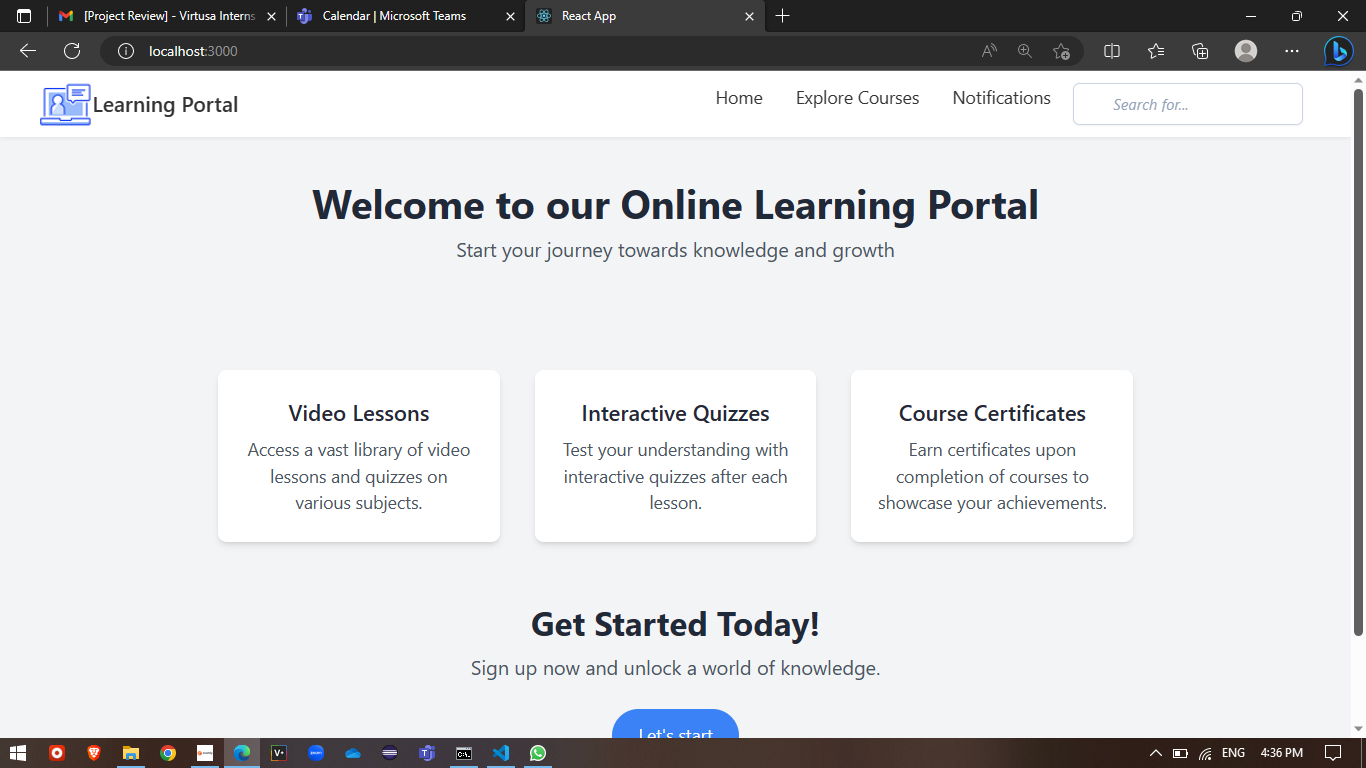 [Project Review] - Virtusa Interns
Calendar | Microsoft Teams
React App
localhost:3000
Learning Portal
Home
Explore Courses
Notifications
Search for...
Welcome to our Online Learning Portal
Start your journey towards knowledge and growth
Video Lessons
Access a vast library of video
lessons and quizzes on
various subjects.
Interactive Quizzes
Test your understanding with
interactive quizzes after each
lesson.
Course Certificates
Earn certificates upon
completion of courses to
showcase your achievements.
Get Started Today!
Sign up now and unlock a world of knowledge.
Let's start
ENG
4:36 PM